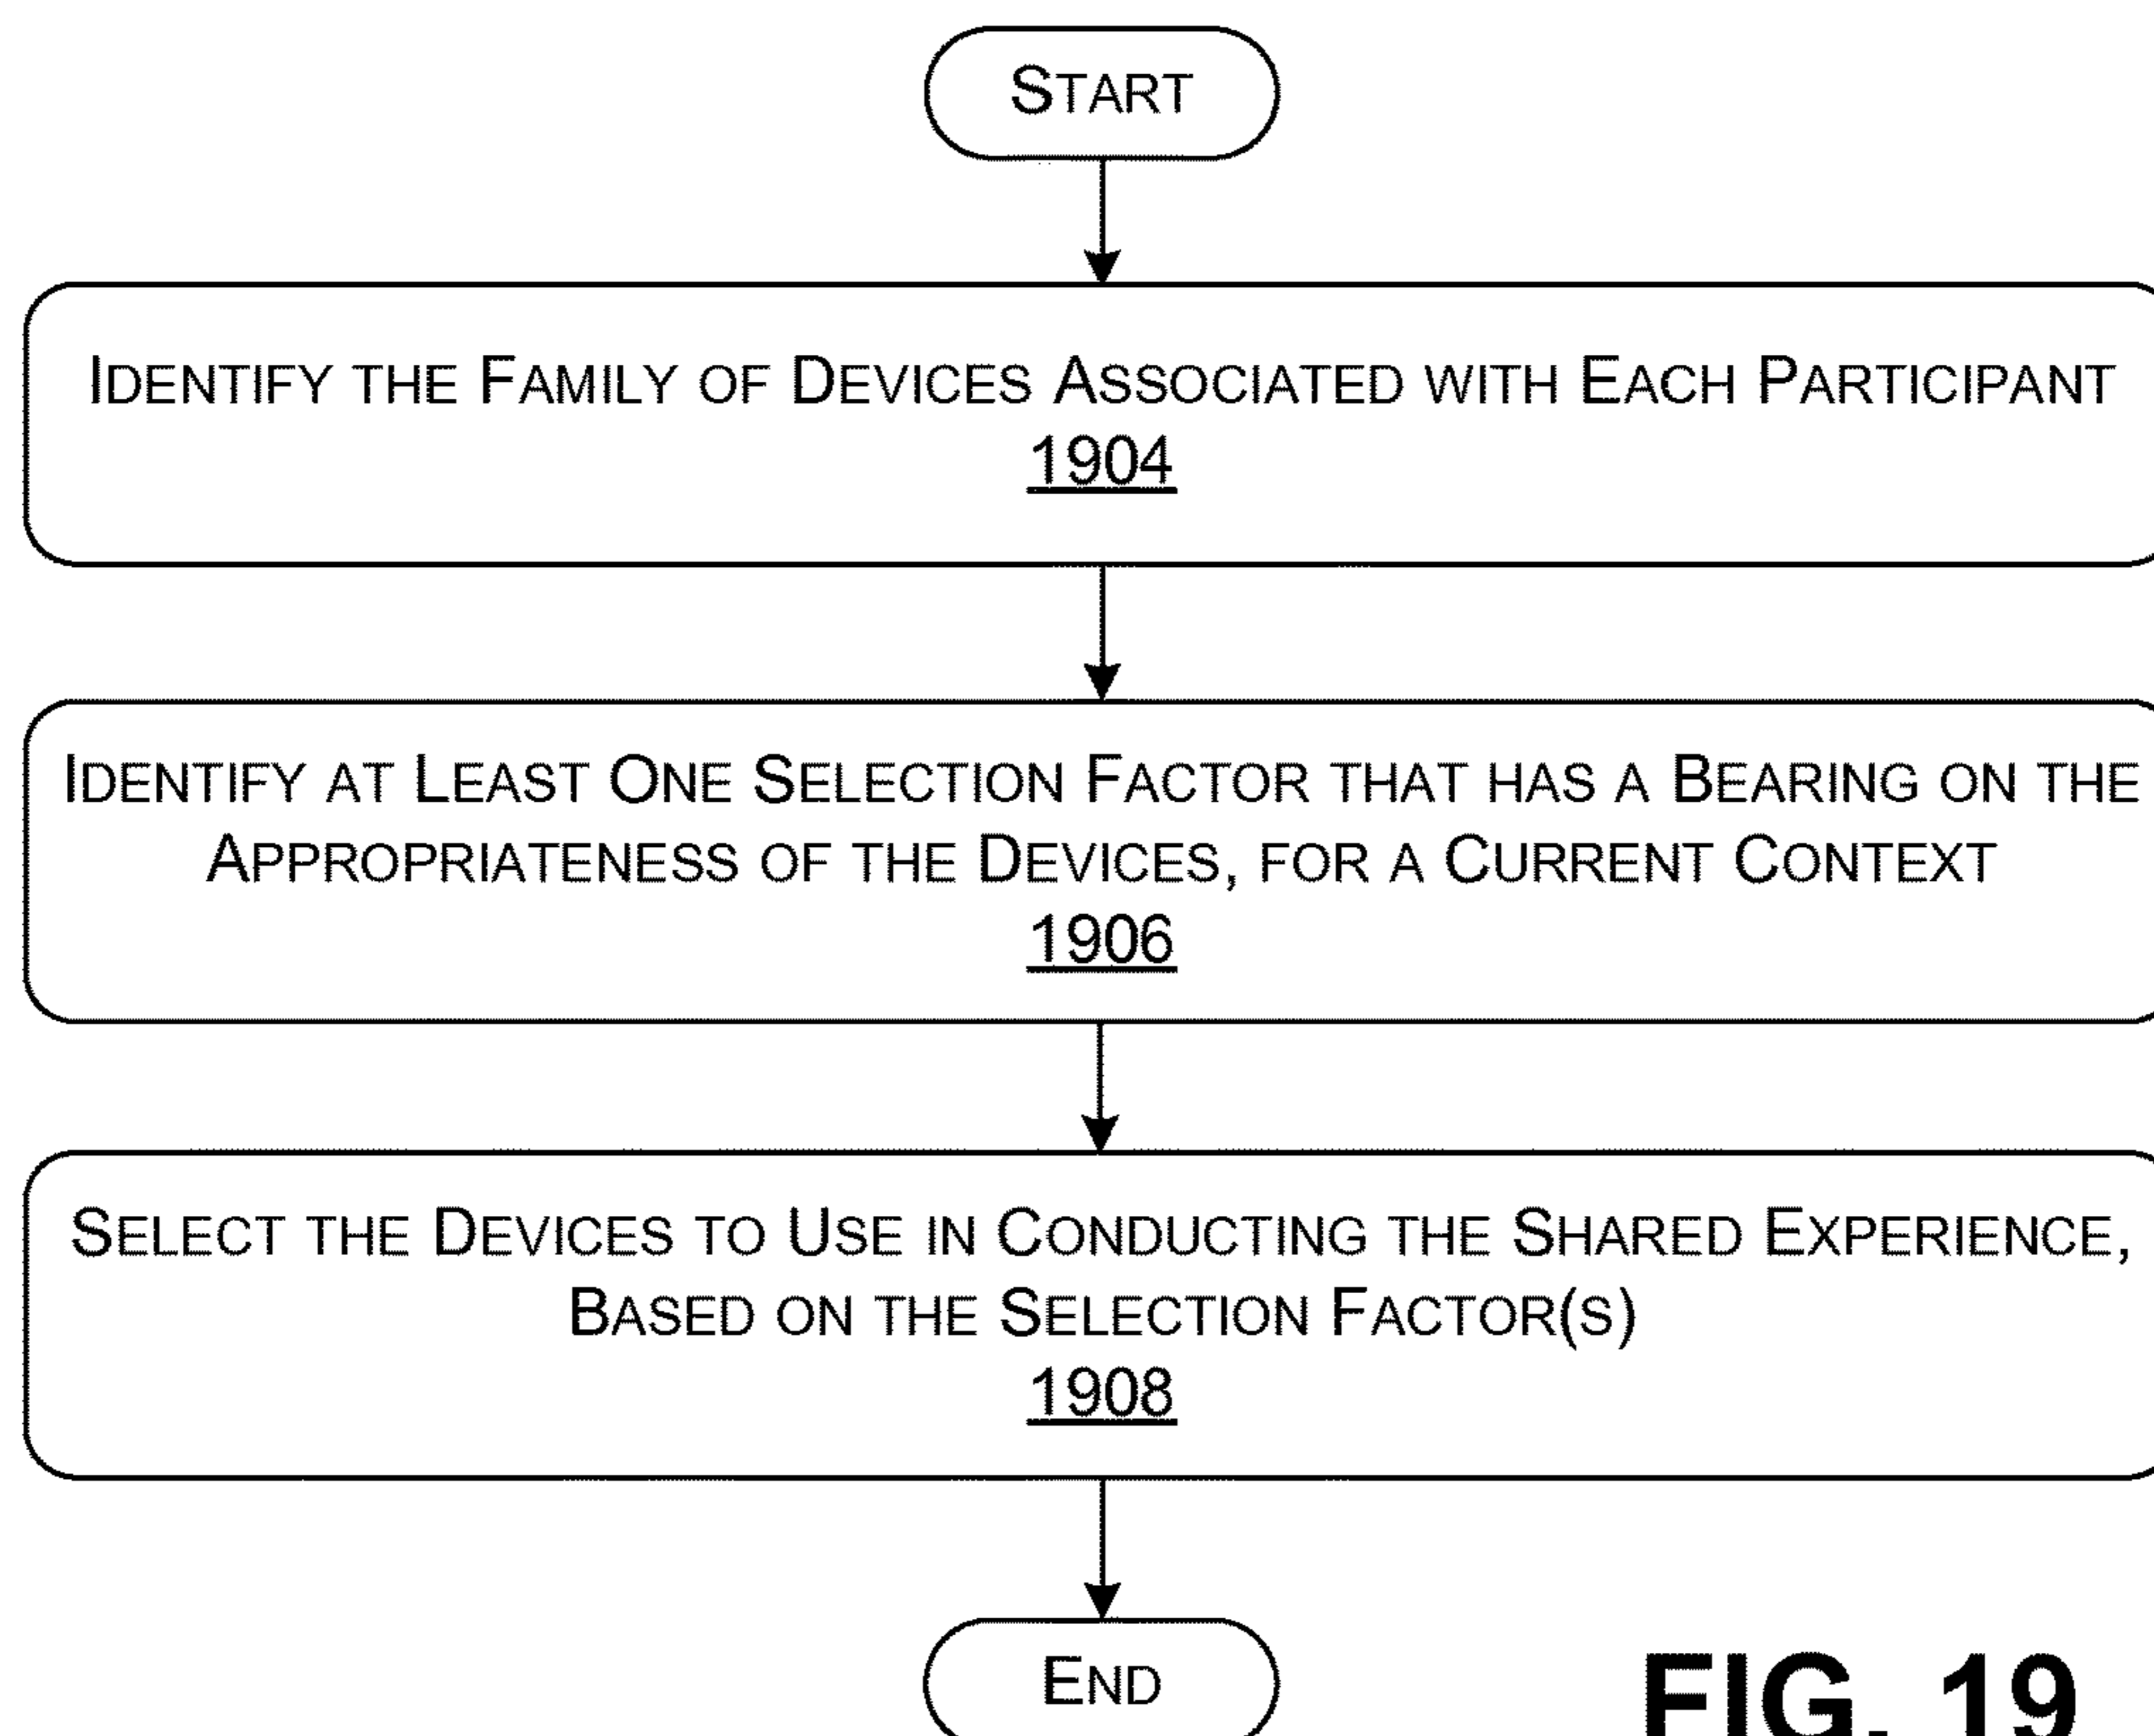 START
IDENTIFY THE FAMILY OF DEVICES ASSOCIATED WITH EACH PARTICIPANT
1904
IDENTIFY AT LEAST ONE SELECTION FACTOR THAT HAS A BEARING ON THE
APPROPRIATENESS OF THE DEVICES, FOR A CURRENT CONTEXT
1906
SELECT THE DEVICES TO USE IN CONDUCTING THE SHARED EXPERIENCE,
BASED ON THE SELECTION FACTOR(S)
1908
END
FIG. 19